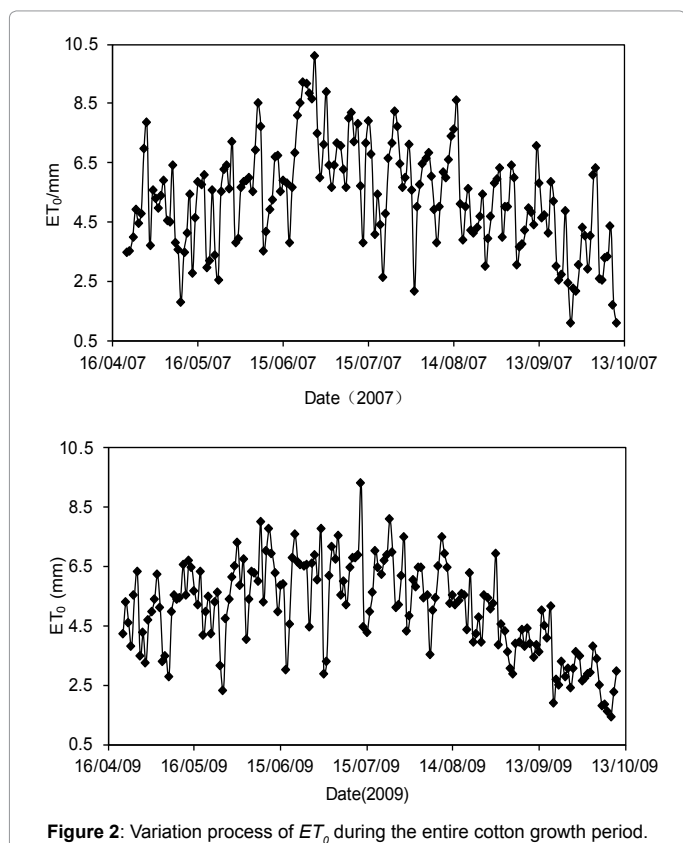 10.5
8.5
6.5
4.5
2.5
0.5
ET₀/mm
16/04/07 16/05/07 15/06/07 15/07/07 14/08/07 13/09/07 13/10/07
Date（2007）
10.5
8.5
6.5
4.5
2.5
0.5
ET₀ (mm)
16/04/09 16/05/09 15/06/09 15/07/09 14/08/09 13/09/09 13/10/09
Date(2009)
Figure 2: Variation process of ET₀ during the entire cotton growth period.